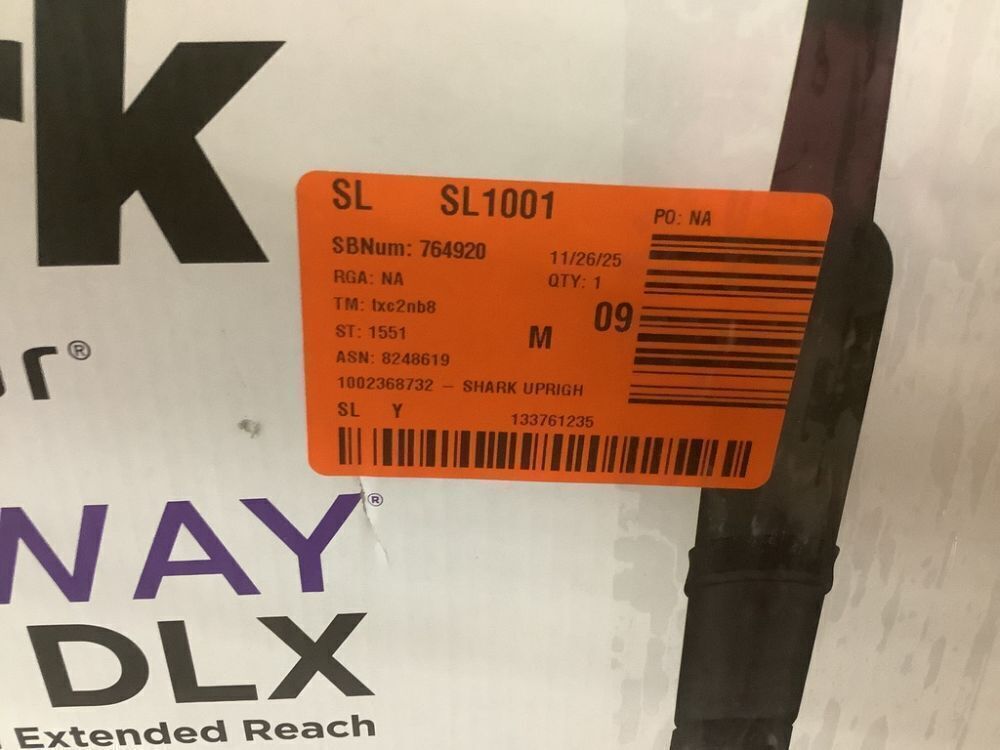 rk
r®
SL SL1001
PO: NA
SBNum: 764920 11/26/25
RGA: NA QTY: 1
TM: txc2nb8
ST: 1551 M 09
ASN: 8248619
1002368732 – SHARK UPRIGH
SL Y 133761235
WAY®
DLX
Extended Reach